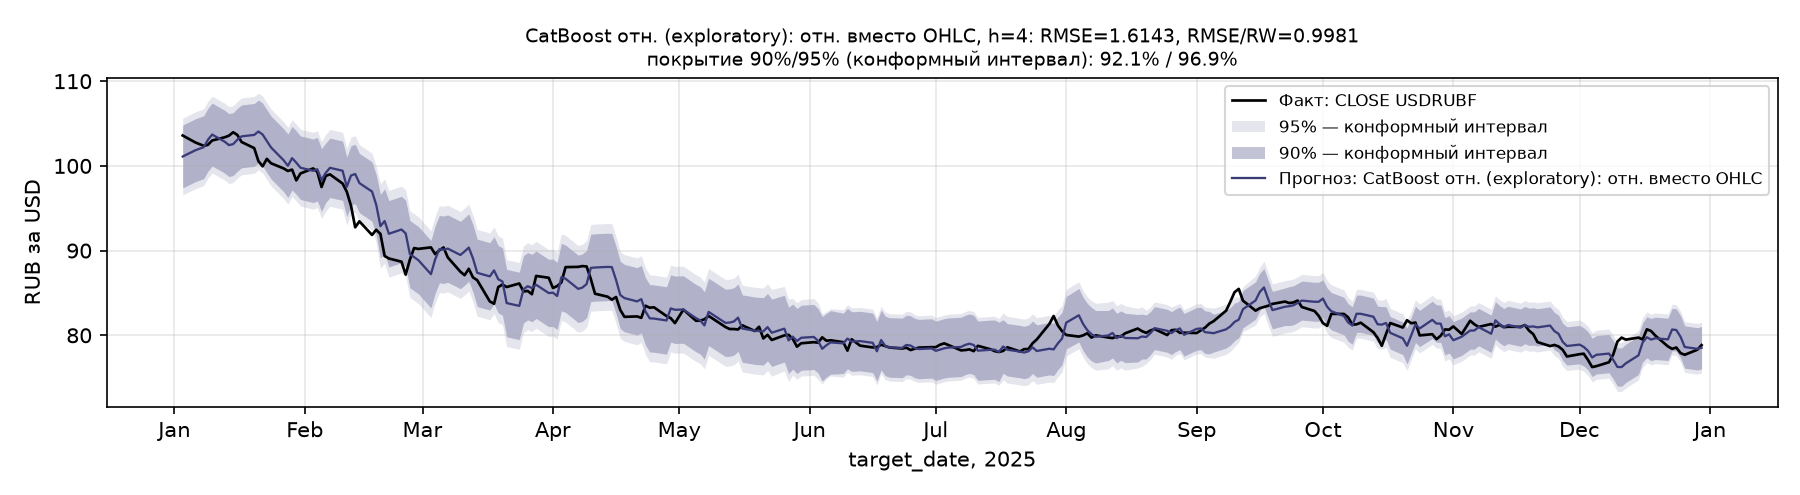 CatBoost отн. (exploratory): отн. вместо OHLC, h=4: RMSE=1.6143, RMSE/RW=0.9981
покрытие 90%/95% (конформный интервал): 92.1% / 96.9%
RUB за USD
110
100
90
80
Факт: CLOSE USDRUBF
95% — конформный интервал
90% — конформный интервал
Прогноз: CatBoost отн. (exploratory): отн. вместо OHLC
Jan Feb Mar Apr May Jun Jul Aug Sep Oct Nov Dec Jan
target_date, 2025